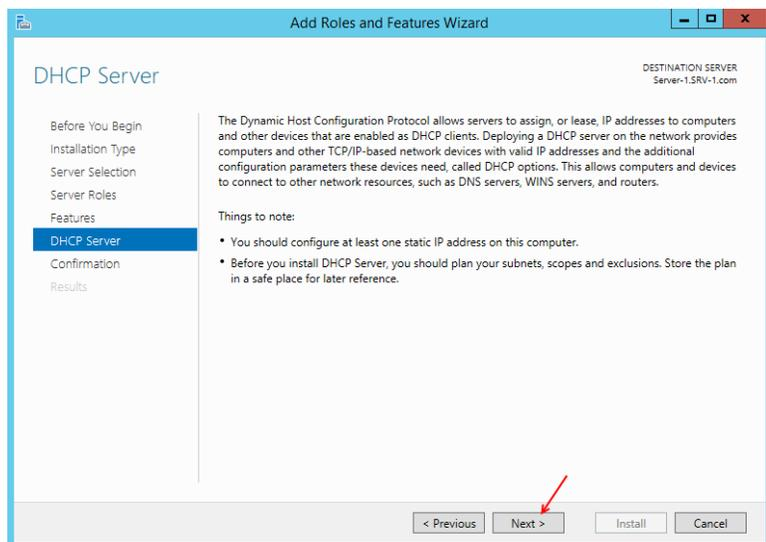 Add Roles and Features Wizard
DHCP Server
DESTINATION SERVER
Server-1.SRV-1.com
Before You Begin
Installation Type
Server Selection
Server Roles
Features
DHCP Server
Confirmation
Results
The Dynamic Host Configuration Protocol allows servers to assign, or lease, IP addresses to computers
and other devices that are enabled as DHCP clients. Deploying a DHCP server on the network provides
computers and other TCP/IP-based network devices with valid IP addresses and the additional
configuration parameters these devices need, called DHCP options. This allows computers and devices
to connect to other network resources, such as DNS servers, WINS servers, and routers.
Things to note:
• You should configure at least one static IP address on this computer.
• Before you install DHCP Server, you should plan your subnets, scopes and exclusions. Store the plan
in a safe place for later reference.
< Previous
Next >
Install
Cancel